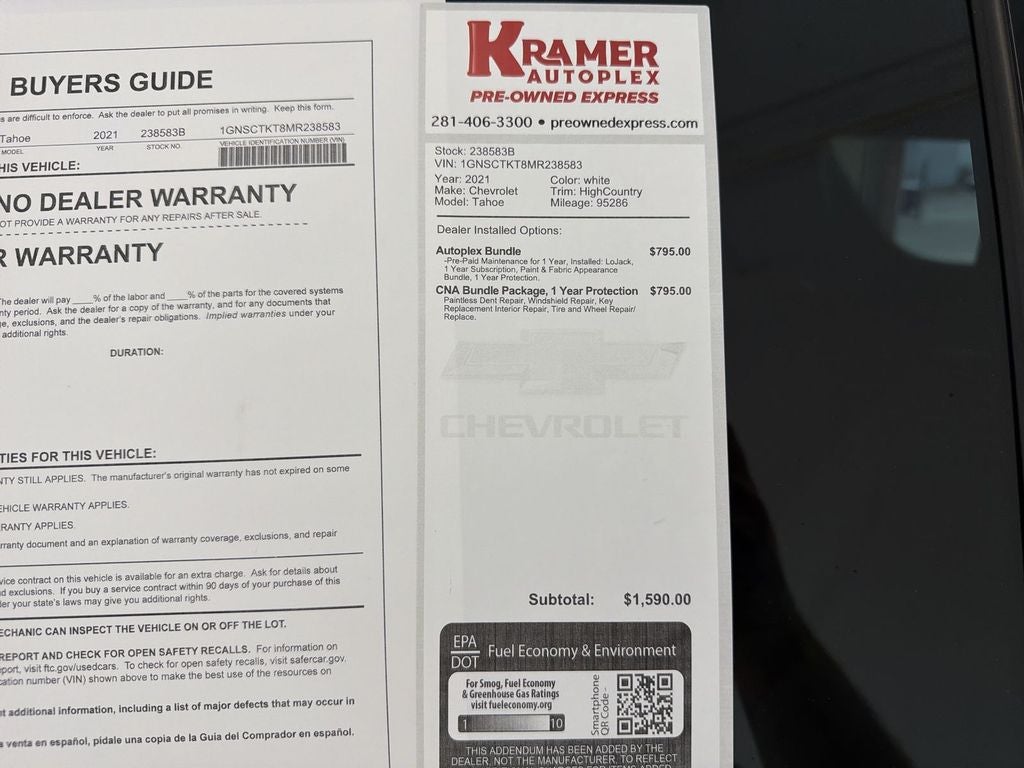 BUYERS GUIDE
s are difficult to enforce. Ask the dealer to put all promises in writing. Keep this form.
Tahoe 2021 238583B 1GNSCTKT8MR238583
MODEL YEAR STOCK NO. VEHICLE IDENTIFICATION NUMBER (VIN)
HIS VEHICLE:
NO DEALER WARRANTY
OT PROVIDE A WARRANTY FOR ANY REPAIRS AFTER SALE.
R WARRANTY
he dealer will pay ____% of the labor and ____% of the parts for the covered systems
nty period. Ask the dealer for a copy of the warranty, and for any documents that
e, exclusions, and the dealer's repair obligations. Implied warranties under your
additional rights.
DURATION:
TIES FOR THIS VEHICLE:
NTY STILL APPLIES. The manufacturer's original warranty has not expired on some
EHICLE WARRANTY APPLIES.
RANTY APPLIES.
rranty document and an explanation of warranty coverage, exclusions, and repair
vice contract on this vehicle is available for an extra charge. Ask for details about
d exclusions. If you buy a service contract within 90 days of your purchase of this
er your state's laws may give you additional rights.
ECHANIC CAN INSPECT THE VEHICLE ON OR OFF THE LOT.
REPORT AND CHECK FOR OPEN SAFETY RECALLS. For information on
port, visit ftc.gov/usedcars. To check for open safety recalls, visit safercar.gov.
cation number (VIN) shown above to make the best use of the resources on
t additional information, including a list of major defects that may occur in
a venta en español, pidale una copia de la Guia del Comprador en español.
KRAMER
AUTOPLEX
PRE-OWNED EXPRESS
281-406-3300 • preownedexpress.com
Stock: 238583B
VIN: 1GNSCTKT8MR238583
Year: 2021 Color: white
Make: Chevrolet Trim: HighCountry
Model: Tahoe Mileage: 95286
Dealer Installed Options:
Autoplex Bundle $795.00
-Pre-Paid Maintenance for 1 Year, Installed: LoJack,
1 Year Subscription, Paint & Fabric Appearance
Bundle, 1 Year Protection.
CNA Bundle Package, 1 Year Protection $795.00
Paintless Dent Repair, Windshield Repair, Key
Replacement Interior Repair, Tire and Wheel Repair/
Replace.
CHEVROLET
Subtotal: $1,590.00
EPA
DOT Fuel Economy & Environment
For Smog, Fuel Economy
& Greenhouse Gas Ratings
visit fueleconomy.org
1 10
Smartphone
QR Code -
THIS ADDENDUM HAS BEEN ADDED BY THE
DEALER, NOT THE MANUFACTURER, TO REFLECT